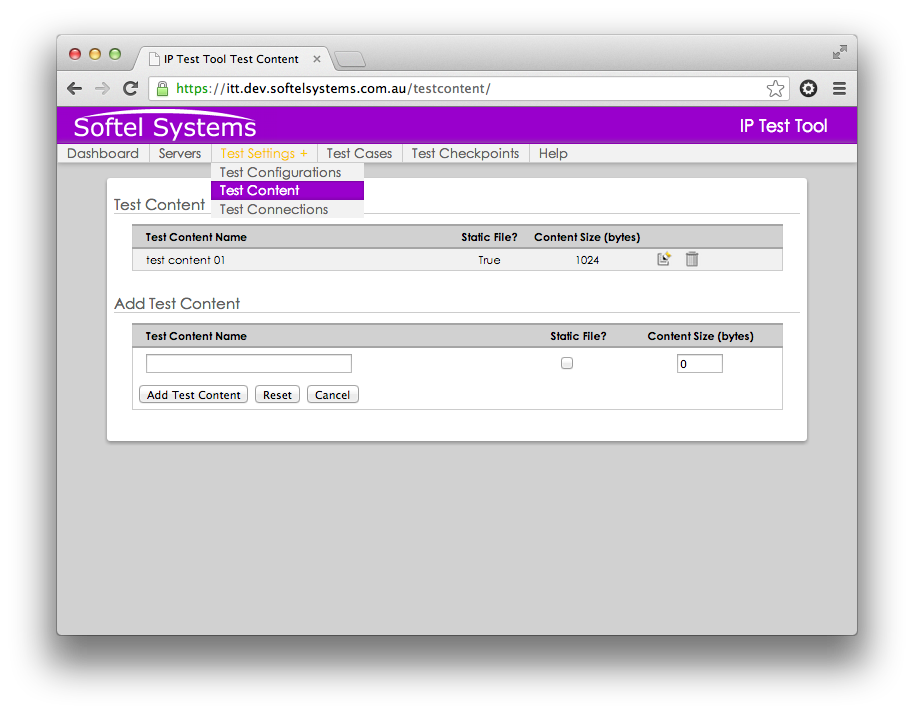 IP Test Tool Test Content
https://itt.dev.softelsystems.com.au/testcontent/
Softel Systems IP Test Tool
Dashboard Servers Test Settings + Test Cases Test Checkpoints Help
Test Configurations
Test Content
Test Connections
Test Content
Test Content Name Static File? Content Size (bytes)
test content 01 True 1024
Add Test Content
Test Content Name Static File? Content Size (bytes)
0
Add Test Content Reset Cancel